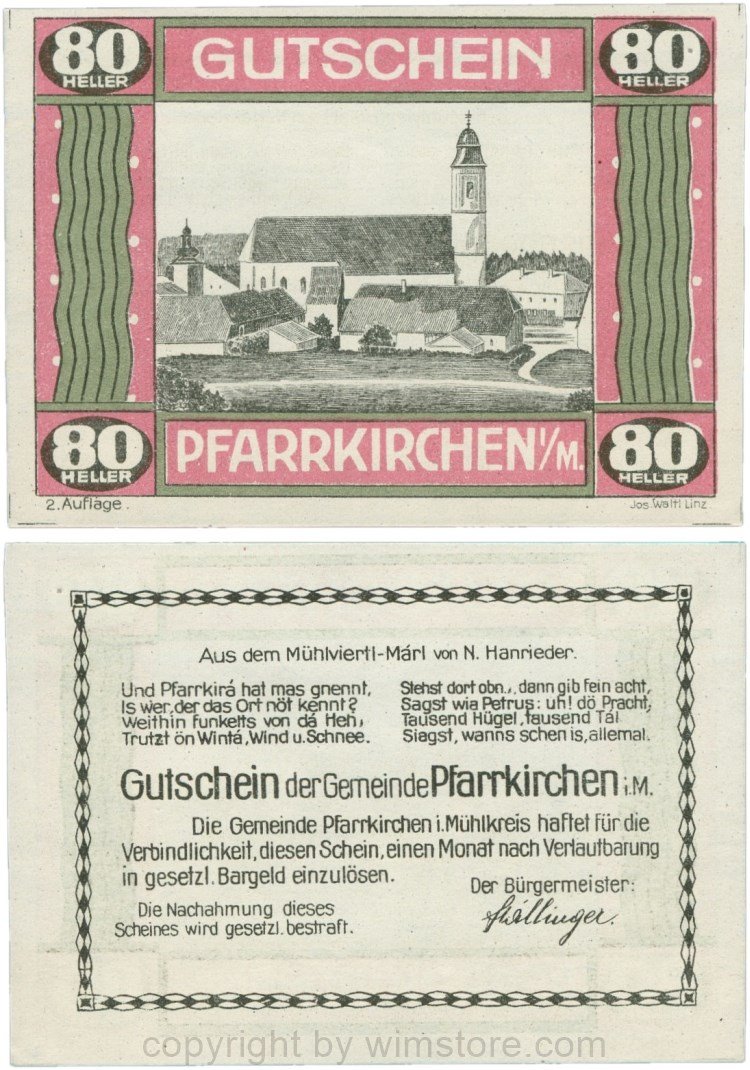 80 HELLER GUTSCHEIN 80 HELLER
80 HELLER PFARRKIRCHEN I/M. 80 HELLER
2. Auflage. Jos. Waltl Linz
Aus dem Mühlviertl-Márl von N. Hanrieder.
Und Pfarrkirá hat mas gnennt,
Is wer, der das Ort nöt kennt?
Weithin funkelts von dá Heh,
Trutzt ön Wintá, Wind u. Schnee.
Stehst dort obn., dann gib fein acht,
Sagst wia Petrus: uh! dö Pracht,
Tausend Hügel, tausend Tál
Siagst, wanns schen is, allemal.
Gutschein der Gemeinde Pfarrkirchen i. M.
Die Gemeinde Pfarrkirchen i. Mühlkreis haftet für die
Verbindlichkeit, diesen Schein, einen Monat nach Verlautbarung
in gesetzl. Bargeld einzulösen.
Der Bürgermeister:
Die Nachahmung dieses
Scheines wird gesetzl. bestraft.
copyright by wimstore.com